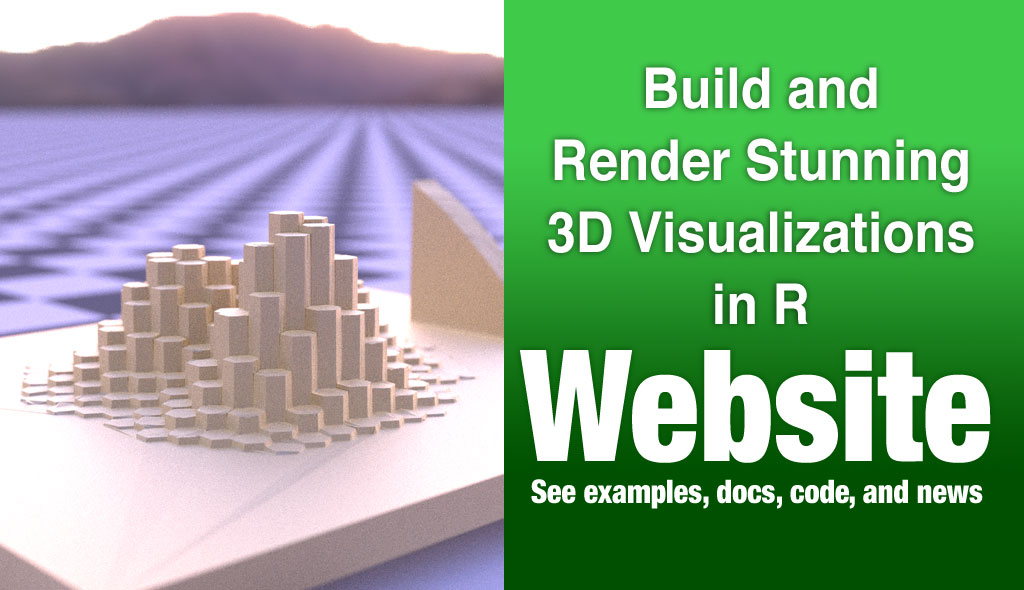 Build and
Render Stunning
3D Visualizations
in R
Website
See examples, docs, code, and news